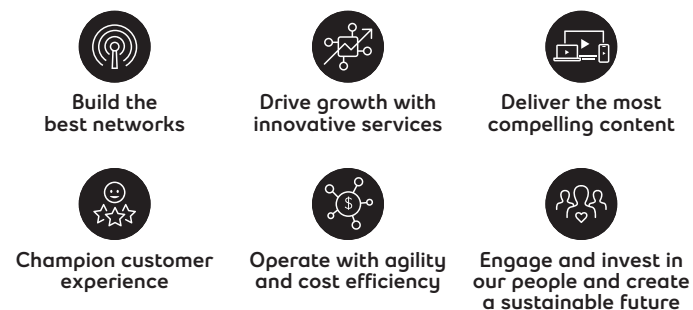 Build the
best networks
Drive growth with
innovative services
Deliver the most
compelling content
$
Champion customer
experience
Operate with agility
and cost efficiency
Engage and invest in
our people and create
a sustainable future